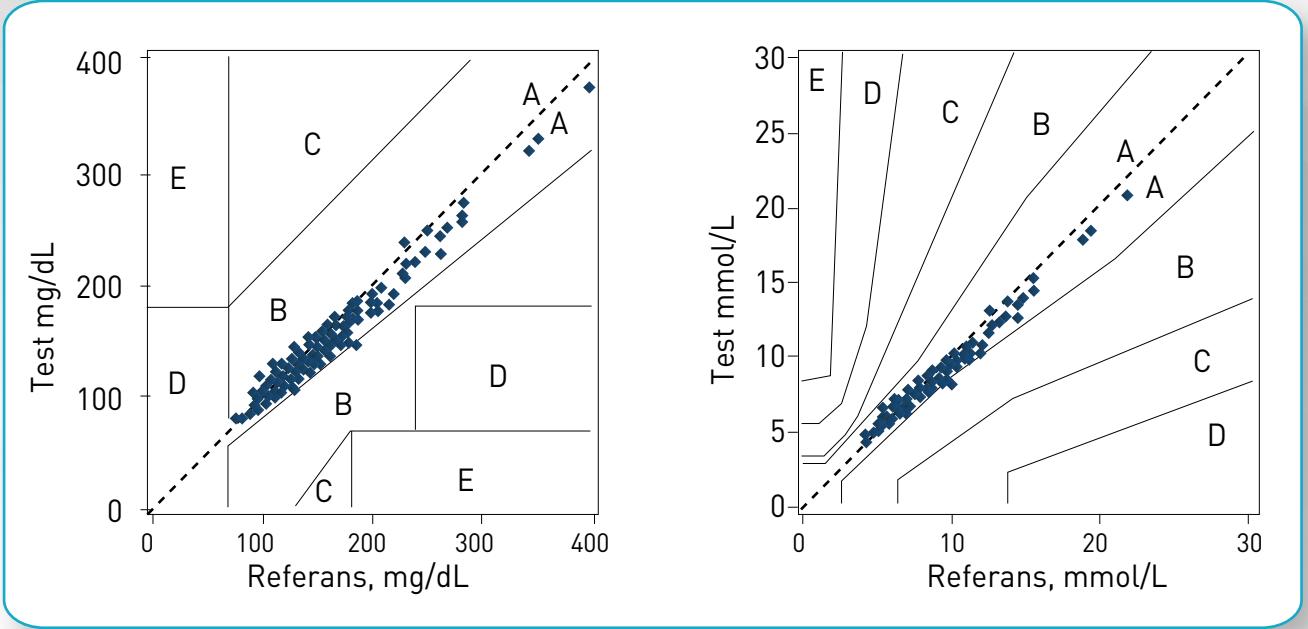 400
300
200
100
0
Test mg/dL
E
C
A
A
B
D
B
D
C
E
0 100 200 300 400
Referans, mg/dL
30
25
20
15
10
5
0
Test mmol/L
E
D
C
B
A
A
B
C
D
0 10 20 30
Referans, mmol/L